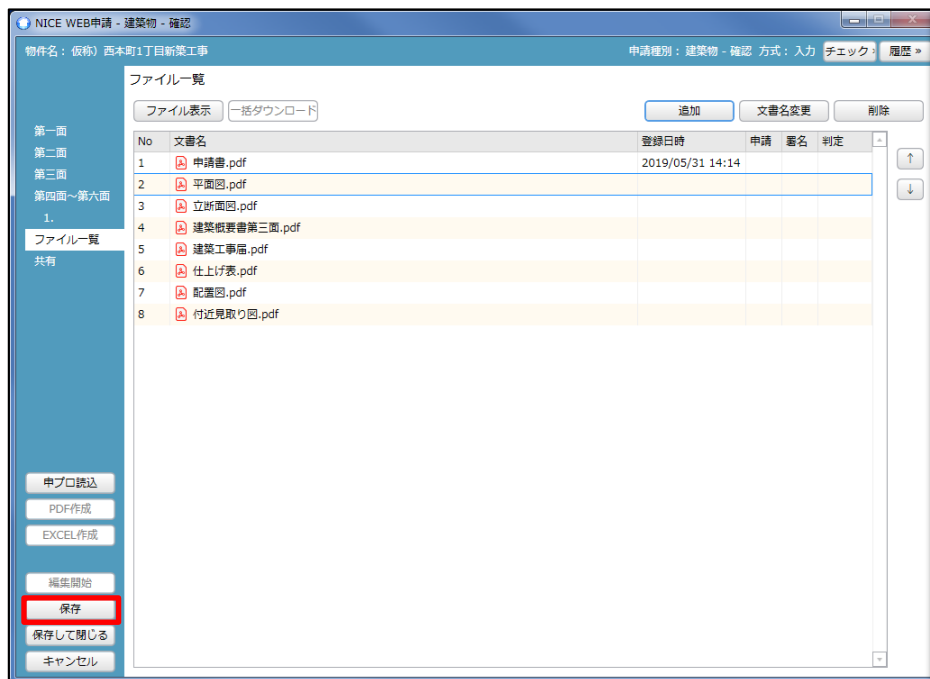 NICE WEB申請 - 建築物 - 確認
物件名：仮称）西本町1丁目新築工事 申請種別：建築物 - 確認 方式：入力 チェック » 履歴 »
ファイル一覧
ファイル表示 一括ダウンロード 追加 文書名変更 削除
第一面
第二面
第三面
第四面～第六面
1.
ファイル一覧
共有
No 文書名 登録日時 申請 署名 判定
1 申請書.pdf 2019/05/31 14:14
2 平面図.pdf
3 立断面図.pdf
4 建築概要書第三面.pdf
5 建築工事届.pdf
6 仕上げ表.pdf
7 配置図.pdf
8 付近見取り図.pdf
↑
↓
申プロ読込
PDF作成
EXCEL作成
編集開始
保存
保存して閉じる
キャンセル